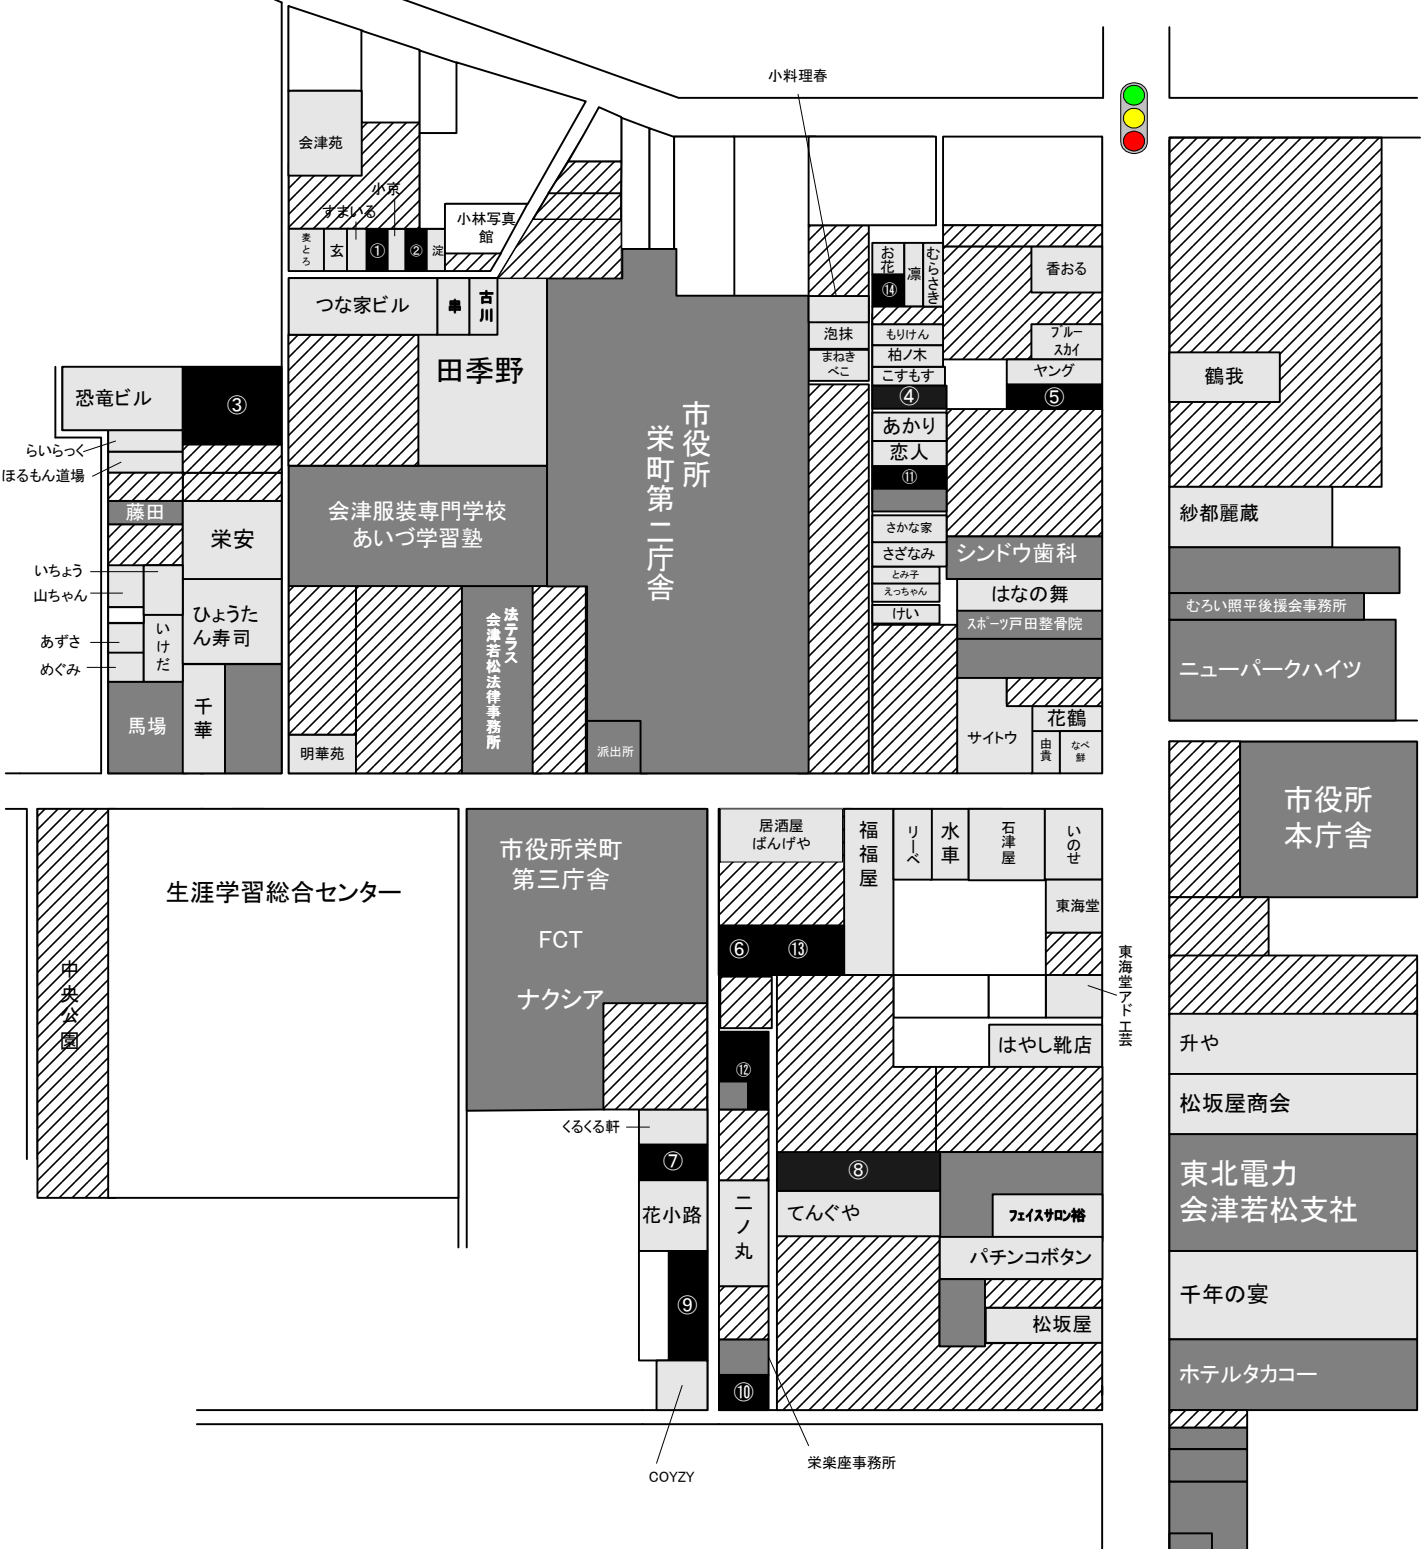 小料理春
会津苑
小京
すまいる
麦とろ
玄
①
②
淀
小林写真
館
お花
⑭
凛
むらさき
香おる
つな家ビル
串
古川
泡抹
まねき
べこ
もりけん
柏ノ木
こすもす
④
ブルー
スカイ
ヤング
⑤
鶴我
田季野
恐竜ビル
③
らいらっく
ほるもん道場
市役所
栄町第二庁舎
あかり
恋人
⑪
藤田
栄安
会津服装専門学校
あいづ学習塾
さかな家
さざなみ
とみ子
えっちゃん
けい
シンドウ歯科
はなの舞
スポーツ戸田整骨院
紗都麗蔵
むろい照平後援会事務所
ニューパークハイツ
いちょう
山ちゃん
あずさ
めぐみ
いけだ
ひょうた
ん寿司
馬場
千華
法テラス
会津若松法律事務所
明華苑
派出所
サイトウ
花鶴
由貴
なべ
鮮
市役所
本庁舎
中央公園
生涯学習総合センター
市役所栄町
第三庁舎
FCT
ナクシア
居酒屋
ばんげや
福福屋
リーベ
水車
石津屋
いのせ
東海堂
⑥
⑬
東海堂アド工芸
はやし靴店
⑫
升や
松坂屋商会
くるくる軒
⑦
花小路
二ノ丸
⑧
てんぐや
フェイスサロン裕
パチンコボタン
松坂屋
東北電力
会津若松支社
千年の宴
ホテルタカコー
⑨
⑩
COYZY
栄楽座事務所